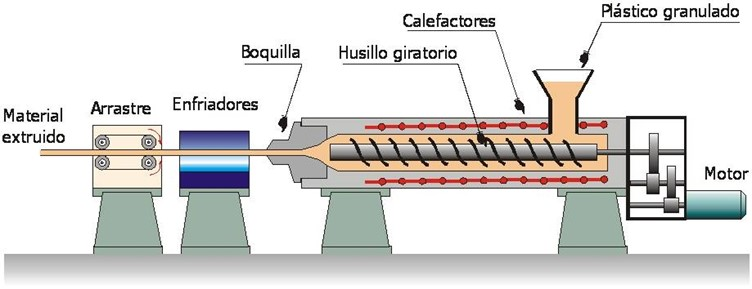 Plástico granulado
Calefactores
Boquilla
Husillo giratorio
Material
extruido
Arrastre
Enfriadores
Motor